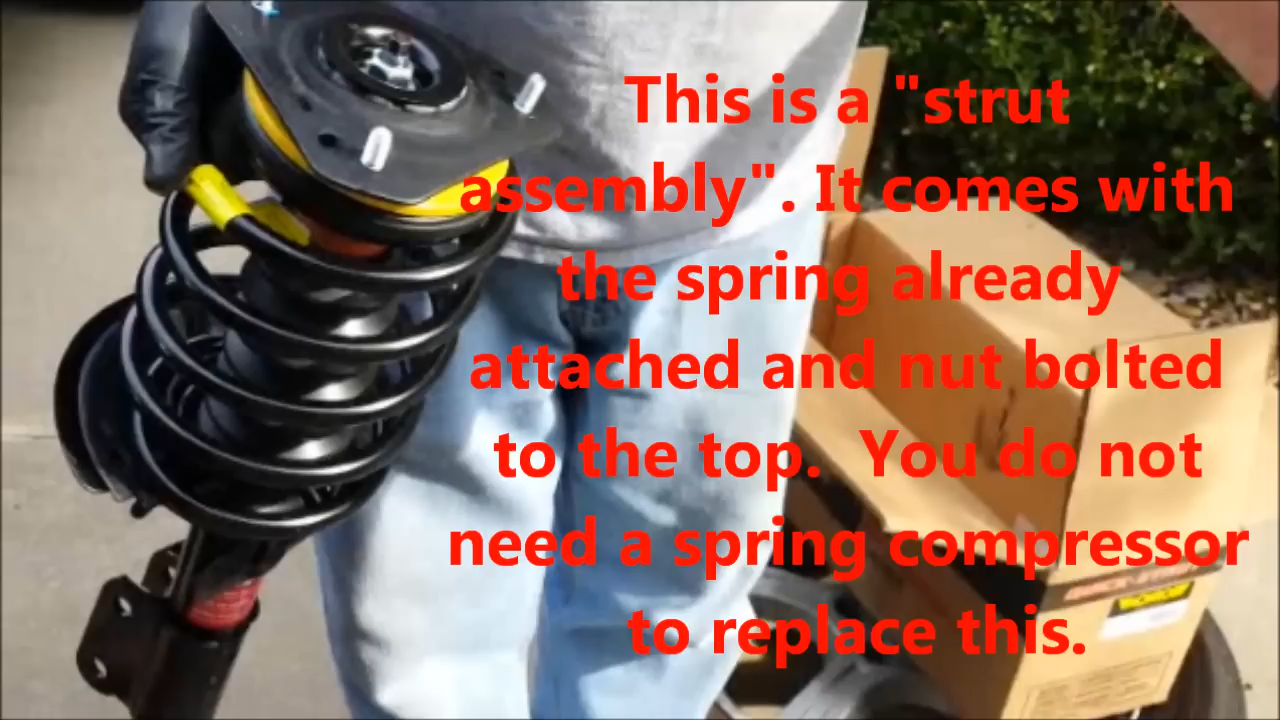 This is a "strut
assembly". It comes with
the spring already
attached and nut bolted
to the top.  You do not
need a spring compressor
to replace this.